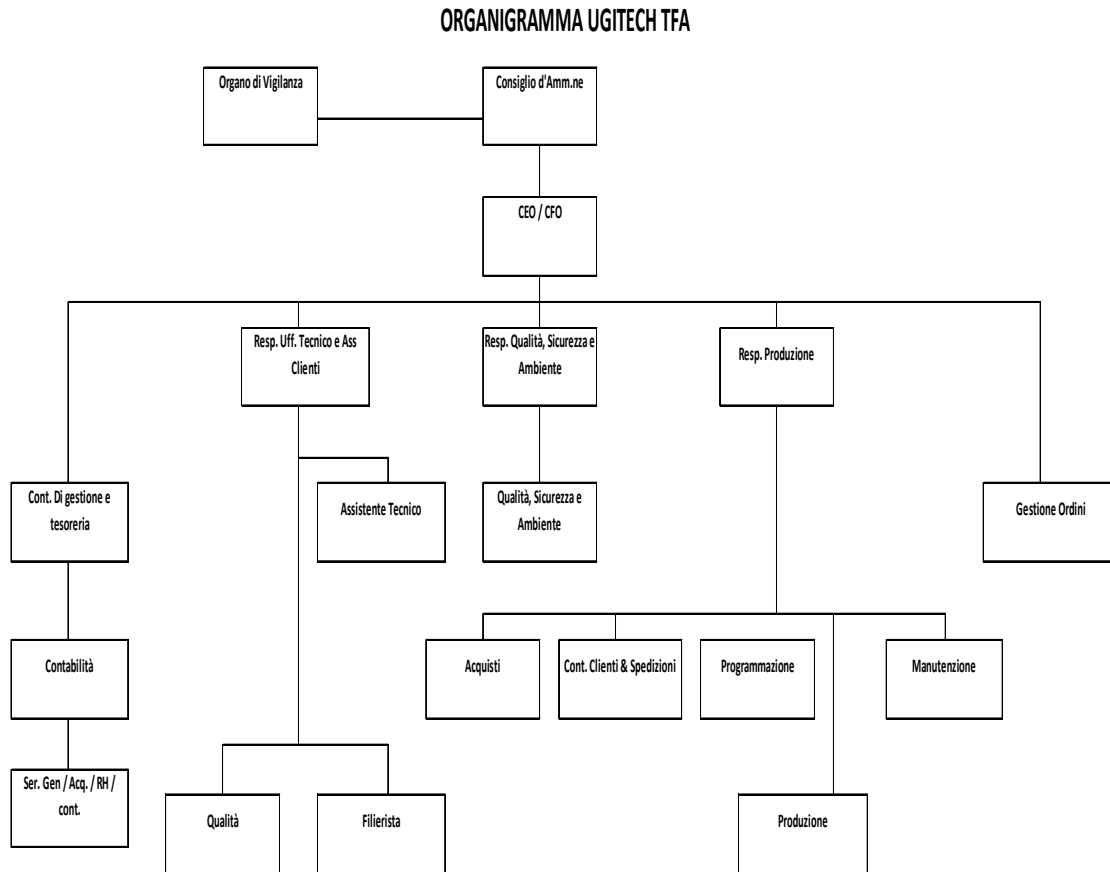 ORGANIGRAMMA UGITECH TFA
Organo di Vigilanza
Consiglio d'Amm.ne
CEO / CFO
Resp. Uff. Tecnico e Ass
Clienti
Resp. Qualità, Sicurezza e
Ambiente
Resp. Produzione
Cont. Di gestione e
tesoreria
Assistente Tecnico
Qualità, Sicurezza e
Ambiente
Gestione Ordini
Contabilità
Acquisti
Cont. Clienti & Spedizioni
Programmazione
Manutenzione
Ser. Gen / Acq. / RH /
cont.
Qualità
Filierista
Produzione